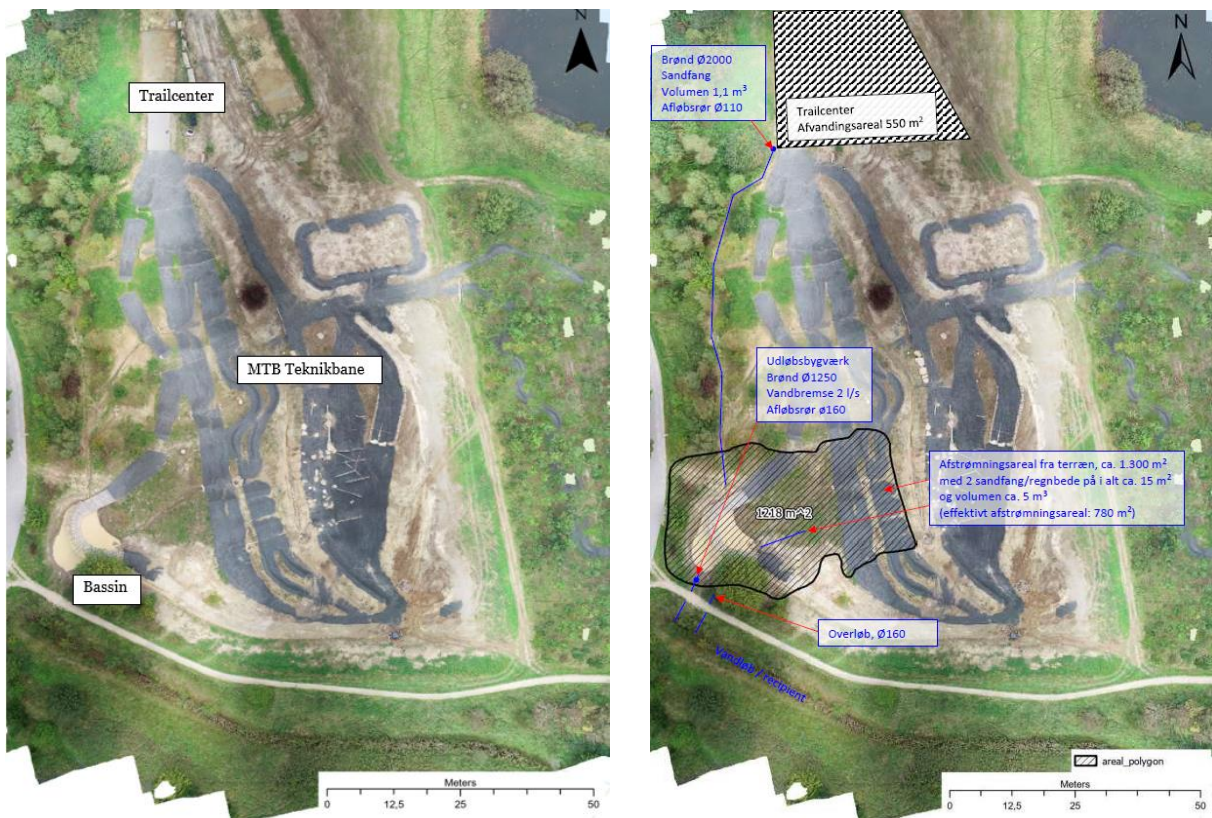 N
Trailcenter
MTB Teknikbane
Bassin
Meters
0 12,5 25 50
N
Brønd Ø2000
Sandfang
Volumen 1,1 m³
Afløbsrør Ø110
Trailcenter
Afvandingsareal 550 m²
Udløbsbygværk
Brønd Ø1250
Vandbremse 2 l/s
Afløbsrør ø160
Afstrømningsareal fra terræn, ca. 1.300 m²
med 2 sandfang/regnbede på i alt ca. 15 m²
og volumen ca. 5 m³
(effektivt afstrømningsareal: 780 m²)
1218 m^2
Overløb, Ø160
Vandløb / recipient
areal_polygon
Meters
0 12,5 25 50